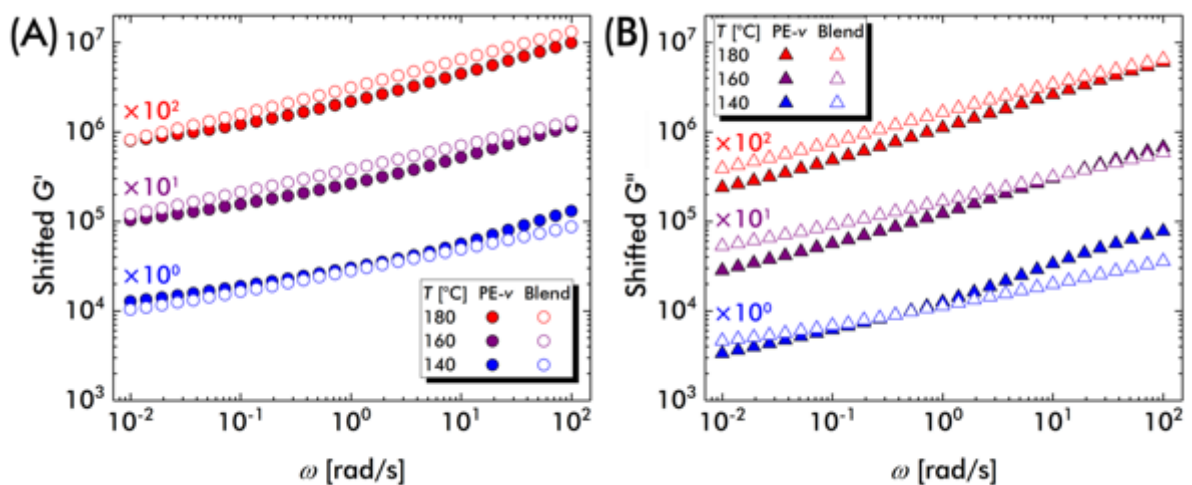 (A)
10⁷
10⁶
10⁵
10⁴
10³
Shifted G'
×10²
×10¹
×10⁰
T [°C] PE-v Blend
180
160
140
10⁻² 10⁻¹ 10⁰ 10¹ 10²
ω [rad/s]
(B)
10⁷
10⁶
10⁵
10⁴
10³
Shifted G''
T [°C] PE-v Blend
180
160
140
×10²
×10¹
×10⁰
10⁻² 10⁻¹ 10⁰ 10¹ 10²
ω [rad/s]